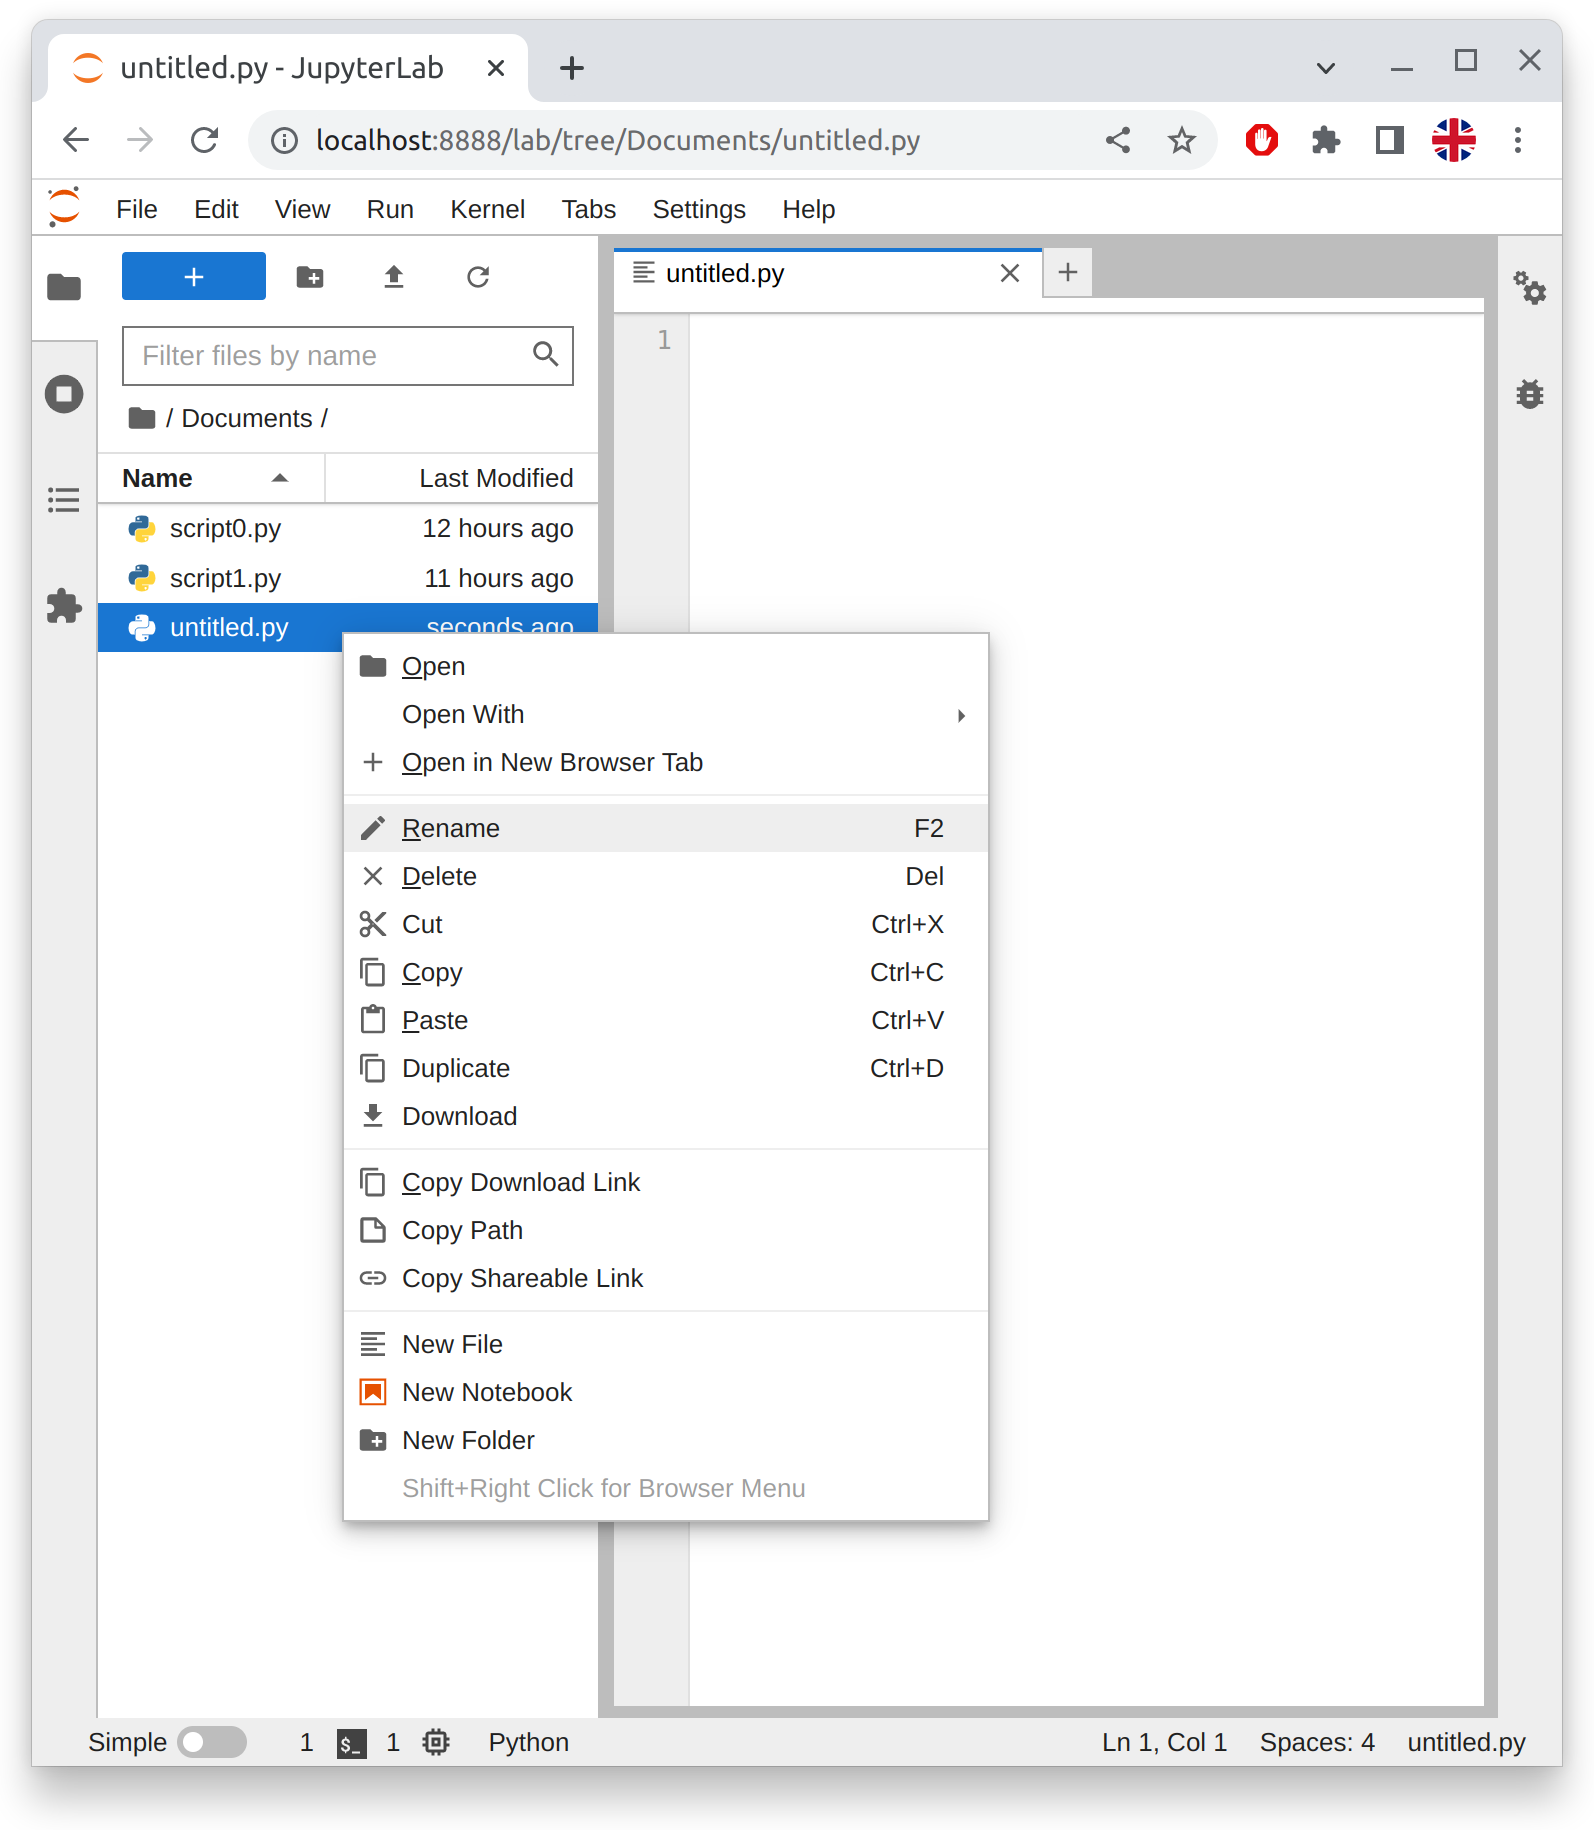 untitled.py - JupyterLab
localhost:8888/lab/tree/Documents/untitled.py
File Edit View Run Kernel Tabs Settings Help
untitled.py
Filter files by name
1
/ Documents /
Name Last Modified
script0.py 12 hours ago
script1.py 11 hours ago
untitled.py seconds ago
Open
Open With
Open in New Browser Tab
Rename F2
Delete Del
Cut Ctrl+X
Copy Ctrl+C
Paste Ctrl+V
Duplicate Ctrl+D
Download
Copy Download Link
Copy Path
Copy Shareable Link
New File
New Notebook
New Folder
Shift+Right Click for Browser Menu
Simple 1 $_ 1 Python Ln 1, Col 1 Spaces: 4 untitled.py